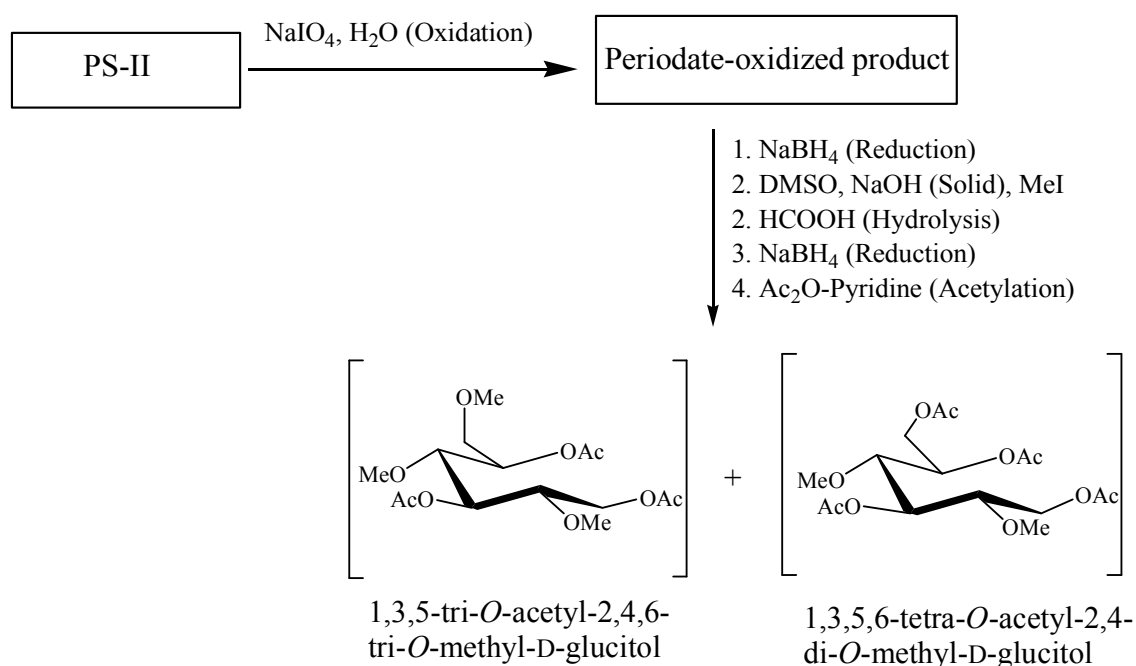 PS-II
NaIO4, H2O (Oxidation)
Periodate-oxidized product
1. NaBH4 (Reduction)
2. DMSO, NaOH (Solid), MeI
2. HCOOH (Hydrolysis)
3. NaBH4 (Reduction)
4. Ac2O-Pyridine (Acetylation)
OMe
OAc
MeO
AcO
OAc
OMe
+
OAc
OAc
MeO
AcO
OAc
OMe
1,3,5-tri-O-acetyl-2,4,6-
tri-O-methyl-D-glucitol
1,3,5,6-tetra-O-acetyl-2,4-
di-O-methyl-D-glucitol